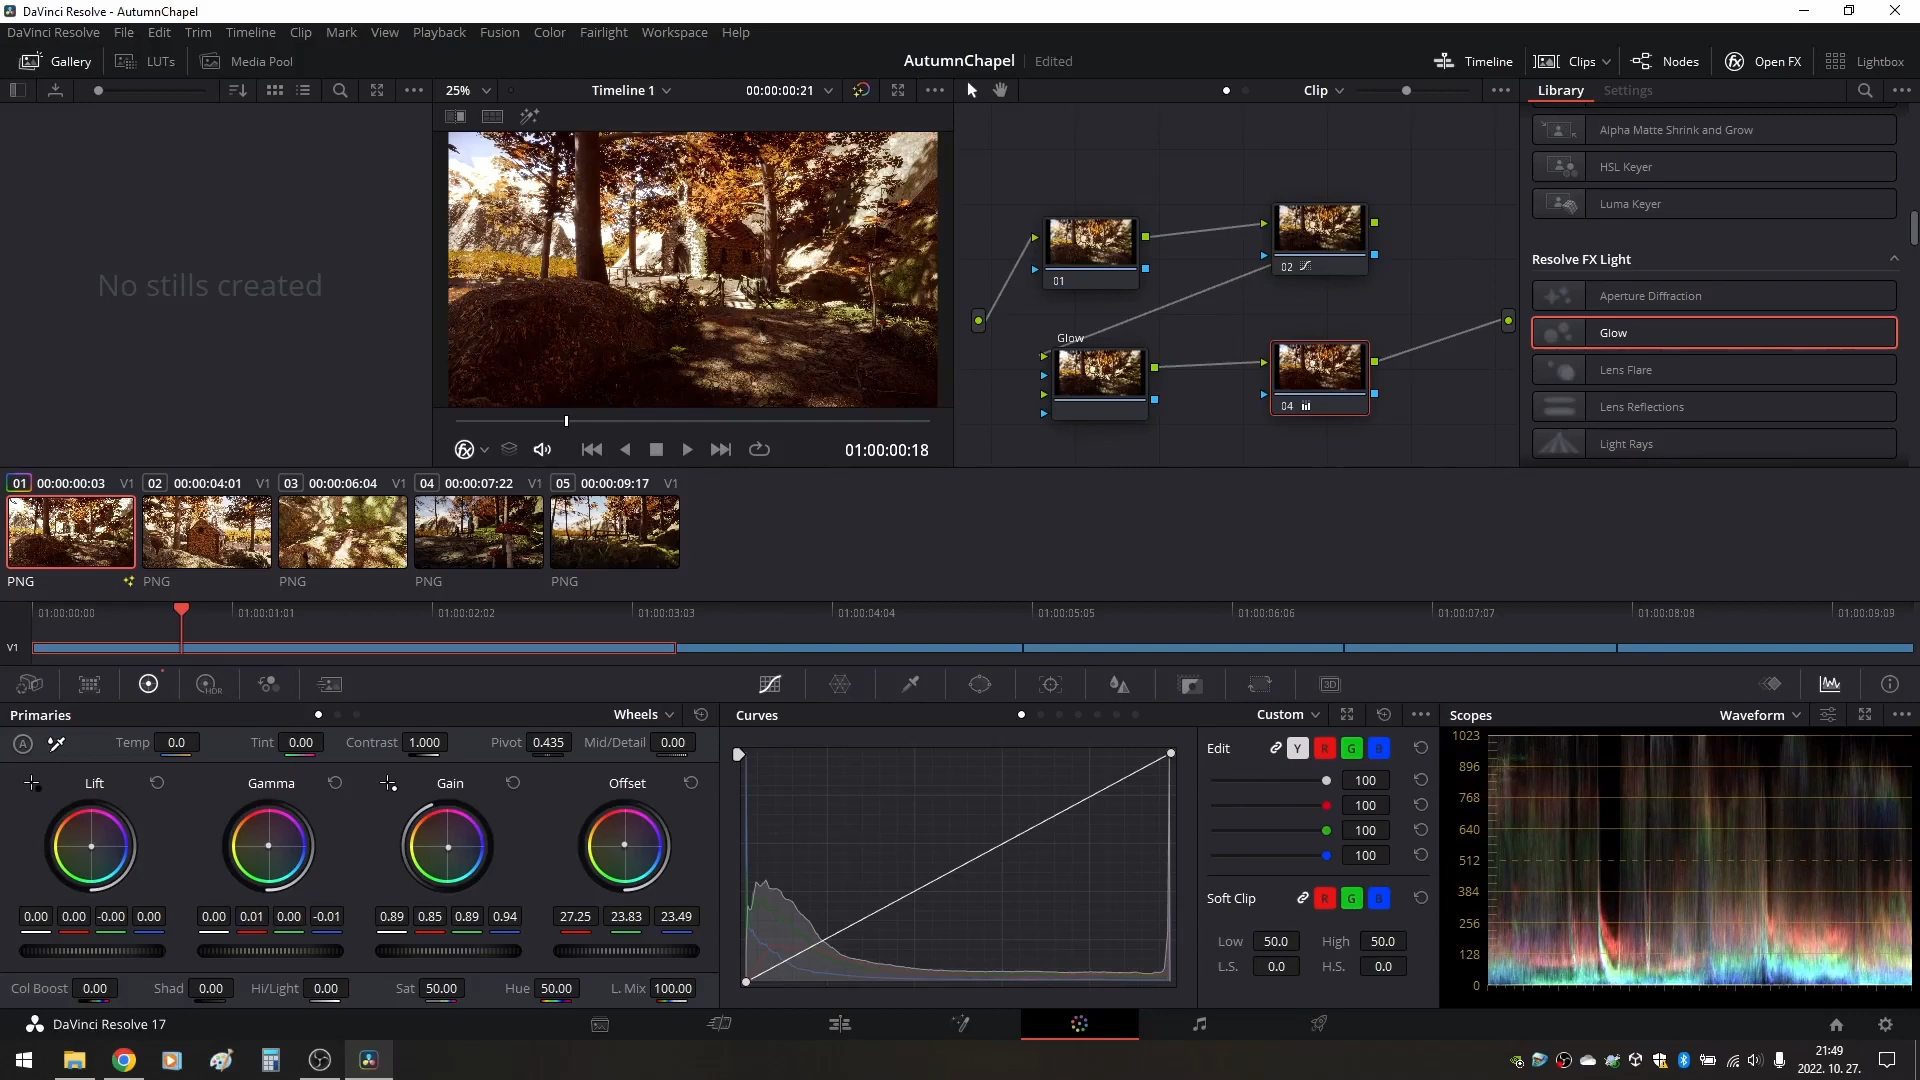 DaVinci Resolve - AutumnChapel
DaVinci Resolve File Edit Trim Timeline Clip Mark View Playback Fusion Color Fairlight Workspace Help
Gallery LUTs Media Pool AutumnChapel Edited Timeline Clips Nodes Open FX Lightbox
25% Timeline 1 00:00:00:21 Clip Library Settings
Alpha Matte Shrink and Grow
HSL Keyer
Luma Keyer
Resolve FX Light
Aperture Diffraction
Glow
Lens Flare
Lens Reflections
Light Rays
No stills created
01
02
Glow
04
01:00:00:18
01 00:00:00:03 V1 02 00:00:04:01 V1 03 00:00:06:04 V1 04 00:00:07:22 V1 05 00:00:09:17 V1
PNG PNG PNG PNG PNG
01:00:00:00 01:00:01:01 01:00:02:02 01:00:03:03 01:00:04:04 01:00:05:05 01:00:06:06 01:00:07:07 01:00:08:08 01:00:09:09
V1
HDR 3D
Primaries Wheels Curves Custom Scopes Waveform
A Temp 0.0 Tint 0.00 Contrast 1.000 Pivot 0.435 Mid/Detail 0.00
Lift Gamma Gain Offset
0.00 0.00 -0.00 0.00 0.00 0.01 0.00 -0.01 0.89 0.85 0.89 0.94 27.25 23.83 23.49
Col Boost 0.00 Shad 0.00 Hi/Light 0.00 Sat 50.00 Hue 50.00 L. Mix 100.00
Edit Y R G B
100
100
100
100
Soft Clip R G B
Low 50.0 High 50.0
L.S. 0.0 H.S. 0.0
1023
896
768
640
512
384
256
128
0
DaVinci Resolve 17
21:49
2022. 10. 27.